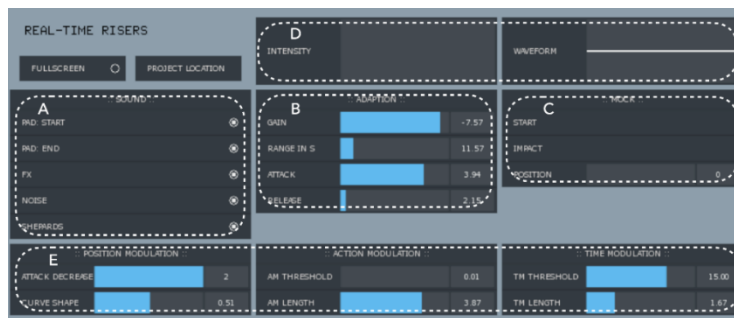 REAL-TIME RISERS
FULLSCREEN
PROJECT LOCATION
D
INTENSITY
WAVEFORM
A
:: SOUND ::
PAD: START
PAD: END
FX
NOISE
SHEPARDS
B
:: ADAPTION ::
GAIN -7.57
RANGE IN S 11.57
ATTACK 3.94
RELEASE 2.15
C
:: MOCK ::
START
IMPACT
POSITION 0
E
:: POSITION MODULATION ::
ATTACK DECREASE 2
CURVE SHAPE 0.51
:: ACTION MODULATION ::
AM THRESHOLD 0.01
AM LENGTH 3.87
:: TIME MODULATION ::
TM THRESHOLD 15.00
TM LENGTH 1.67